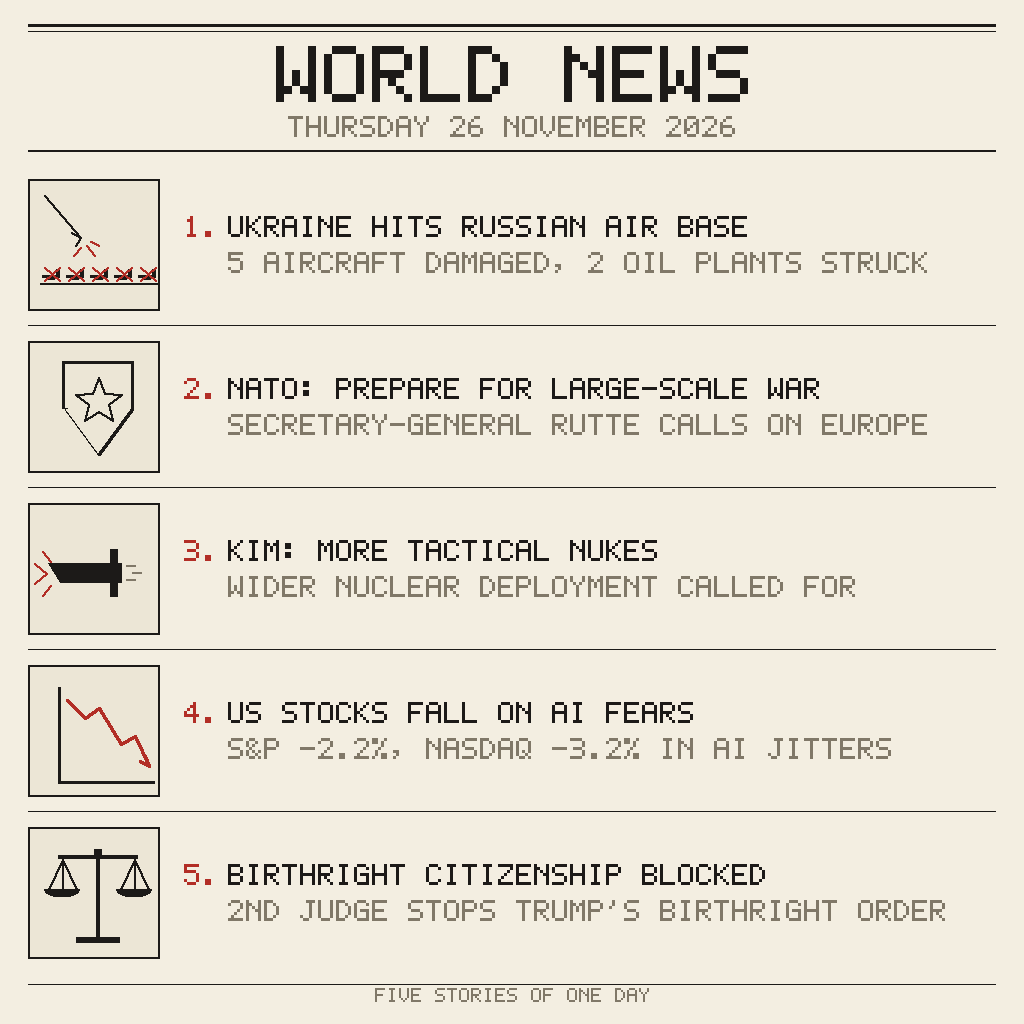 WORLD NEWS
THURSDAY 26 NOVEMBER 2026
1. UKRAINE HITS RUSSIAN AIR BASE
5 AIRCRAFT DAMAGED, 2 OIL PLANTS STRUCK
2. NATO: PREPARE FOR LARGE-SCALE WAR
SECRETARY-GENERAL RUTTE CALLS ON EUROPE
3. KIM: MORE TACTICAL NUKES
WIDER NUCLEAR DEPLOYMENT CALLED FOR
4. US STOCKS FALL ON AI FEARS
S&P -2.2%, NASDAQ -3.2% IN AI JITTERS
5. BIRTHRIGHT CITIZENSHIP BLOCKED
2ND JUDGE STOPS TRUMP'S BIRTHRIGHT ORDER
FIVE STORIES OF ONE DAY